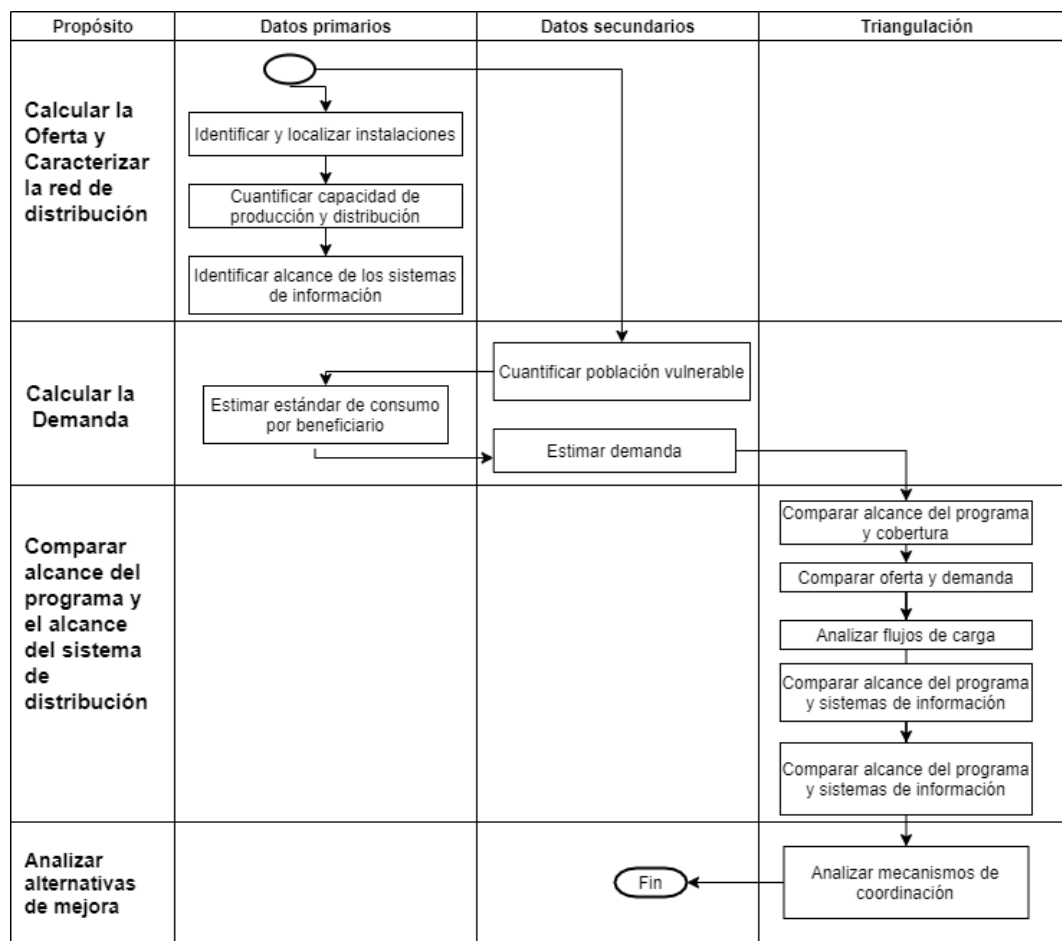 Propósito
Datos primarios
Datos secundarios
Triangulación
Calcular la
Oferta y
Caracterizar
la red de
distribución
Identificar y localizar instalaciones
Cuantificar capacidad de
producción y distribución
Identificar alcance de los sistemas
de información
Calcular la
Demanda
Cuantificar población vulnerable
Estimar estándar de consumo
por beneficiario
Estimar demanda
Comparar
alcance del
programa y
el alcance
del sistema
de
distribución
Comparar alcance del programa
y cobertura
Comparar oferta y demanda
Analizar flujos de carga
Comparar alcance del programa
y sistemas de información
Comparar alcance del programa
y sistemas de información
Analizar
alternativas
de mejora
Analizar mecanismos de
coordinación
Fin